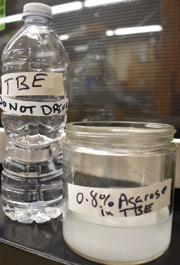 TBE
DO NOT DRINK
0.8% Agarose
in TBE